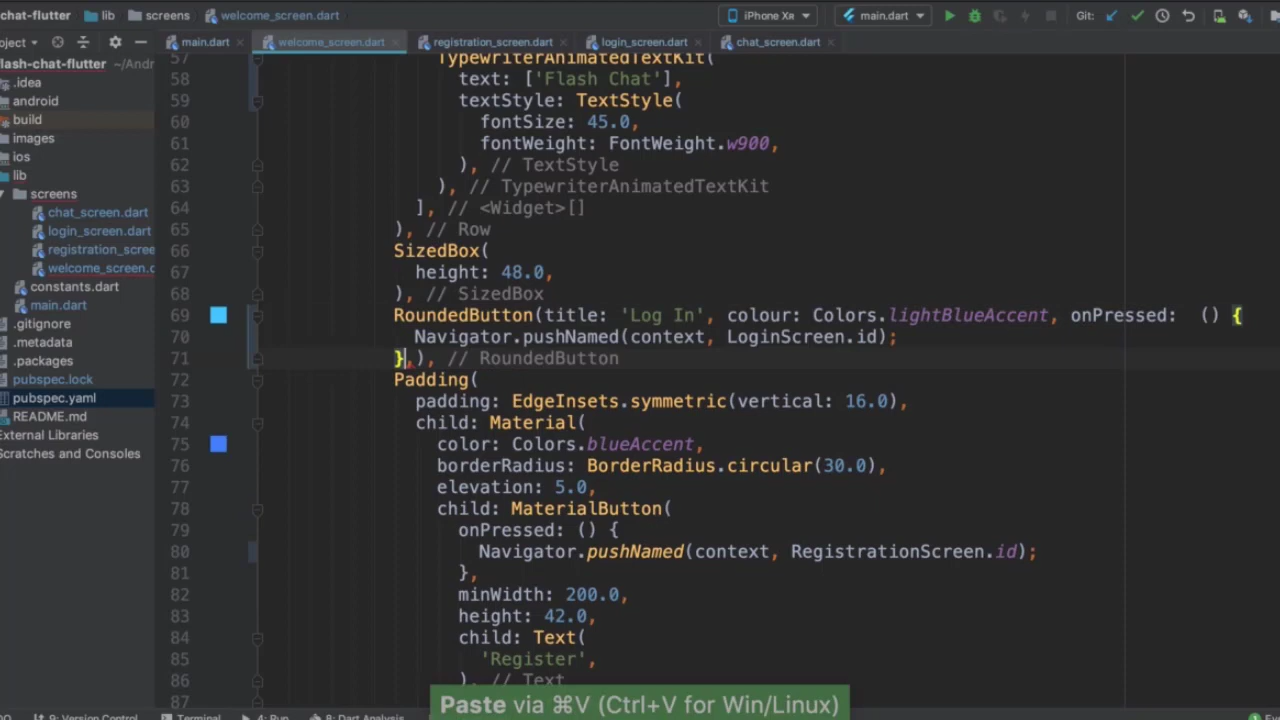 -chat-flutter lib screens welcome_screen.dart iPhone XR main.dart Git:
oject main.dart welcome_screen.dart registration_screen.dart login_screen.dart chat_screen.dart
lash-chat-flutter ~/Andr
.idea
android
build
images
ios
lib
screens
chat_screen.dart
login_screen.dart
registration_scree
welcome_screen.d
constants.dart
main.dart
.gitignore
.metadata
.packages
pubspec.lock
pubspec.yaml
README.md
External Libraries
Scratches and Consoles
57 TypewriterAnimatedTextKit(
58 text: ['Flash Chat'],
59 textStyle: TextStyle(
60 fontSize: 45.0,
61 fontWeight: FontWeight.w900,
62 ), // TextStyle
63 ), // TypewriterAnimatedTextKit
64 ], // <Widget>[]
65 ), // Row
66 SizedBox(
67 height: 48.0,
68 ), // SizedBox
69 RoundedButton(title: 'Log In', colour: Colors.lightBlueAccent, onPressed: () {
70 Navigator.pushNamed(context, LoginScreen.id);
71 },), // RoundedButton
72 Padding(
73 padding: EdgeInsets.symmetric(vertical: 16.0),
74 child: Material(
75 color: Colors.blueAccent,
76 borderRadius: BorderRadius.circular(30.0),
77 elevation: 5.0,
78 child: MaterialButton(
79 onPressed: () {
80 Navigator.pushNamed(context, RegistrationScreen.id);
81 },
82 minWidth: 200.0,
83 height: 42.0,
84 child: Text(
85 'Register',
86 ), // Text
87
Paste via ⌘V (Ctrl+V for Win/Linux)
9: Version Control Terminal 4: Run Dart Analysis